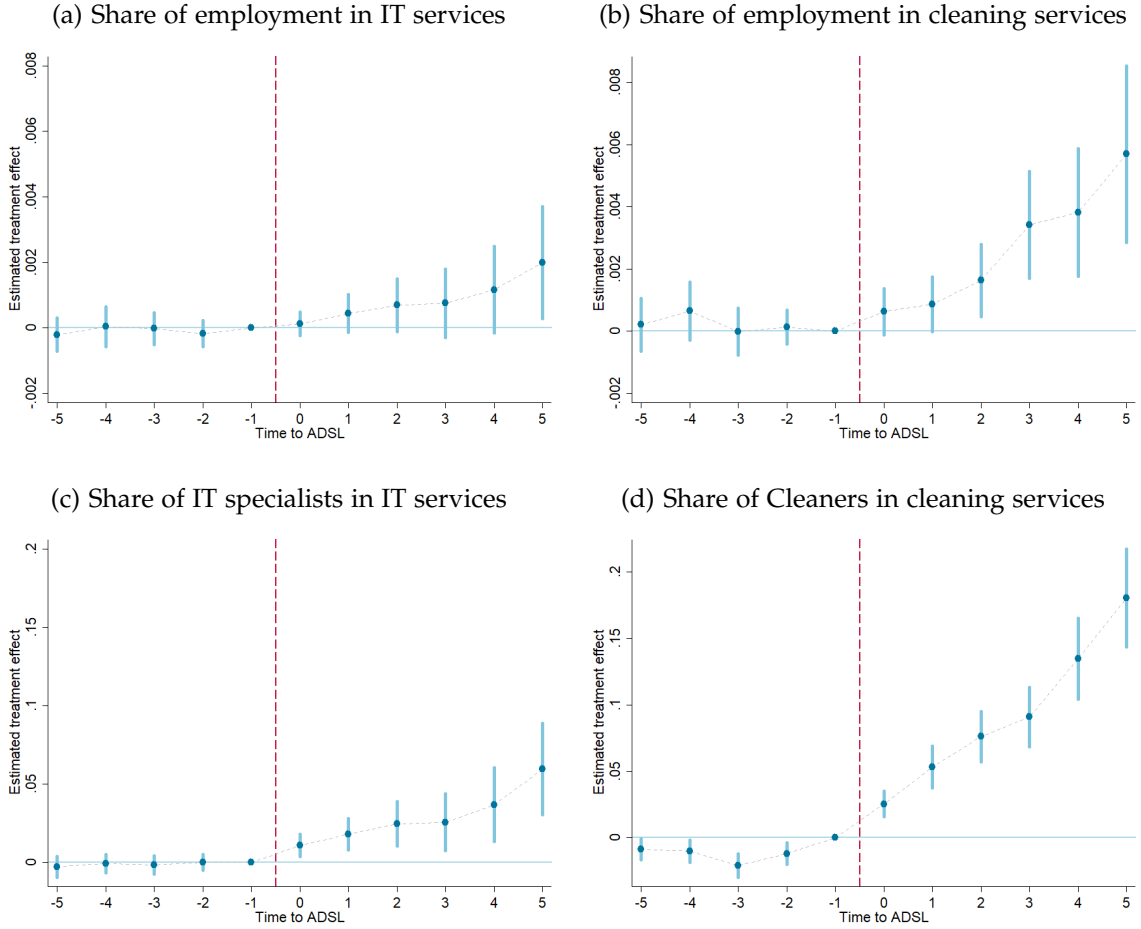 (a) Share of employment in IT services
Estimated treatment effect
.008
.006
.004
.002
0
-.002
-5 -4 -3 -2 -1 0 1 2 3 4 5
Time to ADSL
(b) Share of employment in cleaning services
Estimated treatment effect
.008
.006
.004
.002
0
-.002
-5 -4 -3 -2 -1 0 1 2 3 4 5
Time to ADSL
(c) Share of IT specialists in IT services
Estimated treatment effect
.2
.15
.1
.05
0
-5 -4 -3 -2 -1 0 1 2 3 4 5
Time to ADSL
(d) Share of Cleaners in cleaning services
Estimated treatment effect
.2
.15
.1
.05
0
-5 -4 -3 -2 -1 0 1 2 3 4 5
Time to ADSL